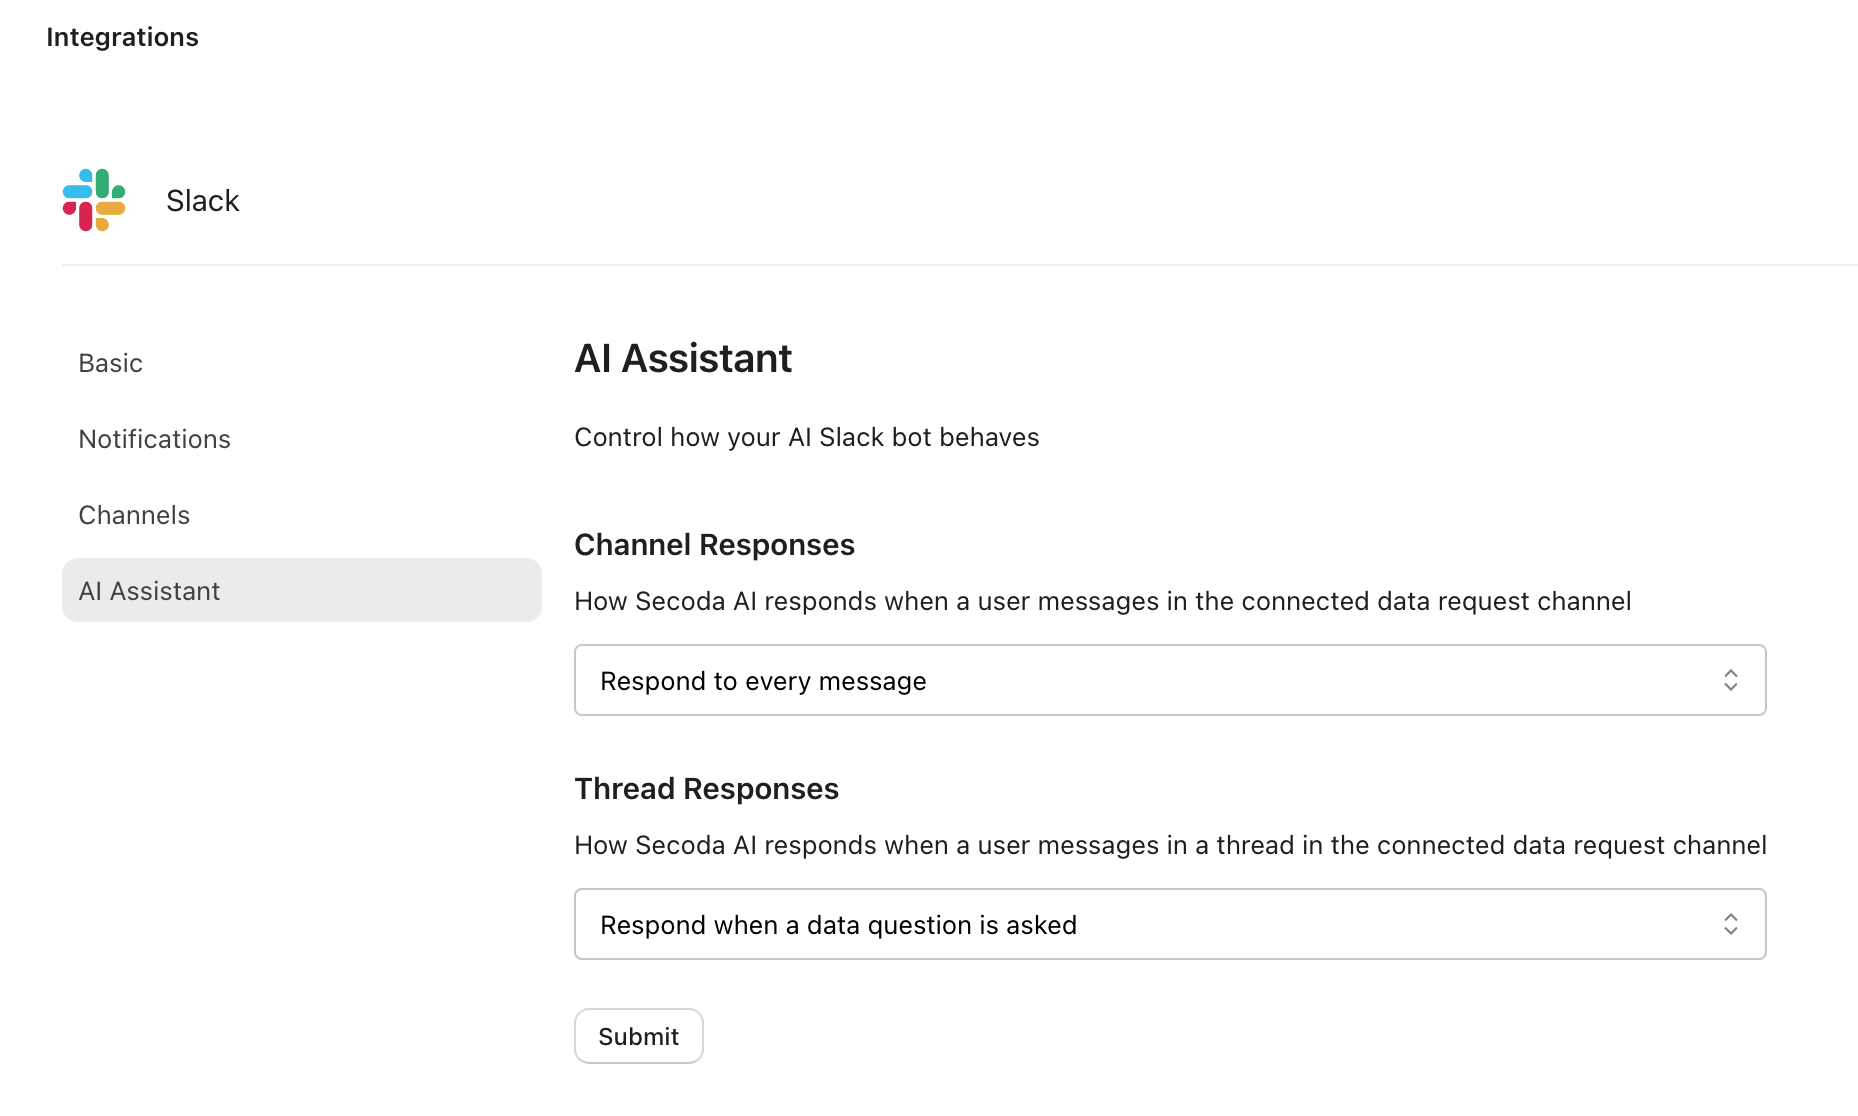 Integrations
Slack
Basic
Notifications
Channels
AI Assistant
AI Assistant
Control how your AI Slack bot behaves
Channel Responses
How Secoda AI responds when a user messages in the connected data request channel
Respond to every message
Thread Responses
How Secoda AI responds when a user messages in a thread in the connected data request channel
Respond when a data question is asked
Submit